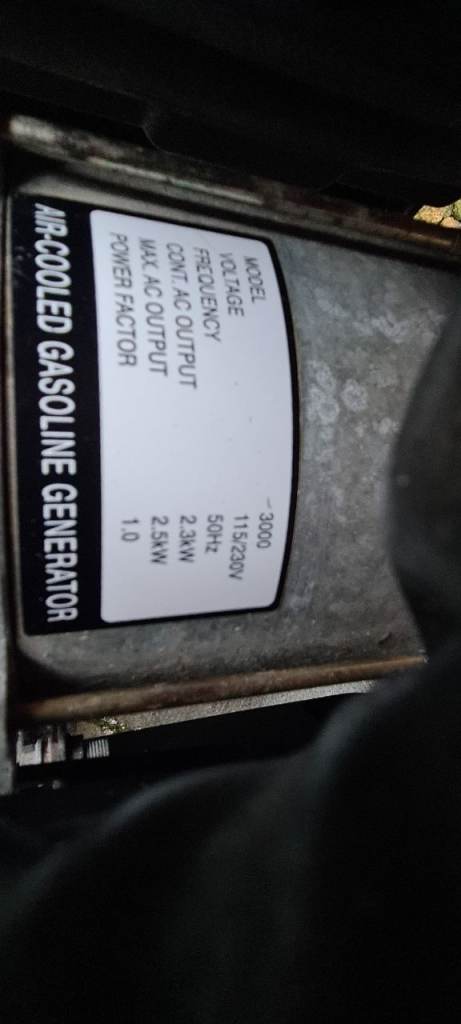 MODEL -3000
VOLTAGE 115/230V
FREQUENCY 50Hz
CONT. AC OUTPUT 2.3kW
MAX. AC OUTPUT 2.5kW
POWER FACTOR 1.0
AIR-COOLED GASOLINE GENERATOR